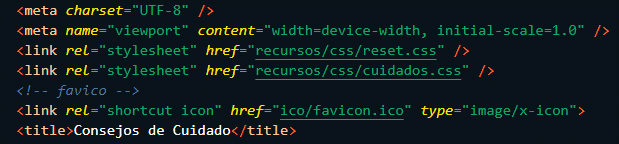 <meta charset="UTF-8" />
<meta name="viewport" content="width=device-width, initial-scale=1.0" />
<link rel="stylesheet" href="recursos/css/reset.css" />
<link rel="stylesheet" href="recursos/css/cuidados.css" />
<!-- favico -->
<link rel="shortcut icon" href="ico/favicon.ico" type="image/x-icon">
<title>Consejos de Cuidado</title>